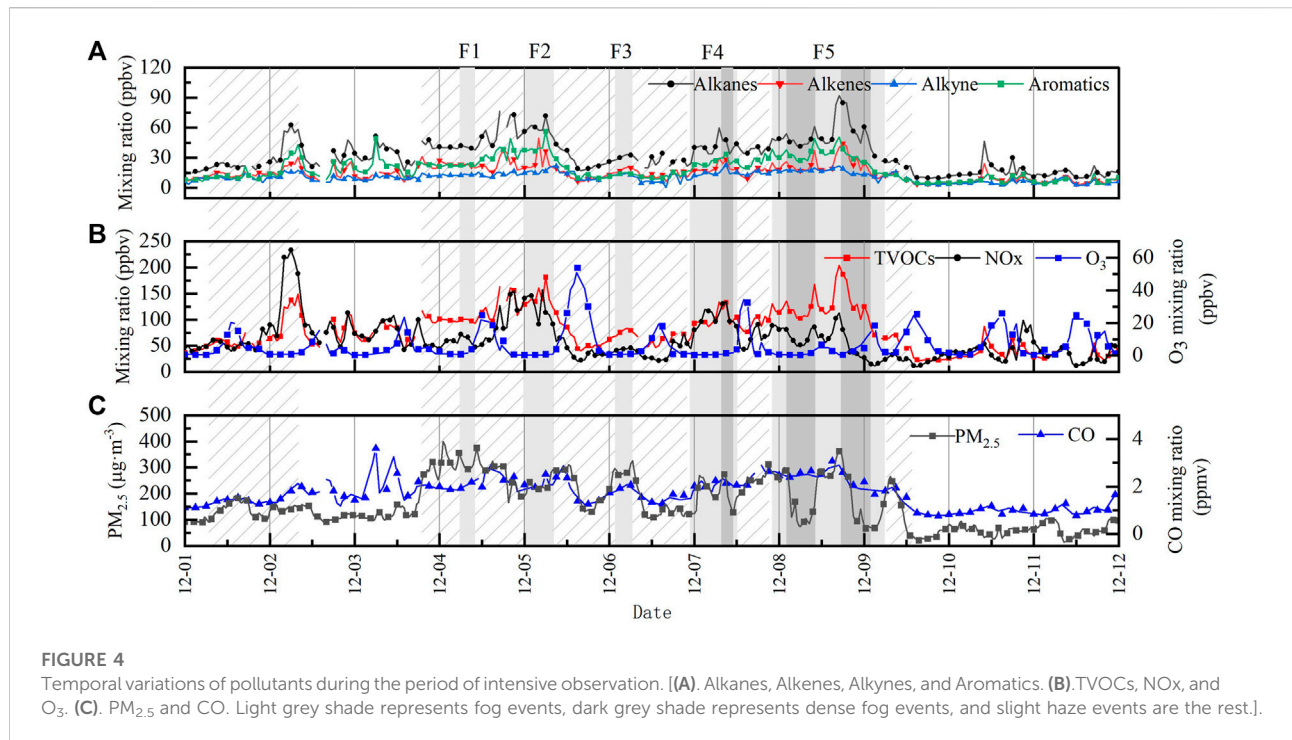 F1 F2 F3 F4 F5
A
Mixing ratio (ppbv)
120
90
60
30
0
Alkanes Alkenes Alkyne Aromatics
B
Mixing ratio (ppbv)
250
200
150
100
50
0
TVOCs NOx O₃
60
40
20
0
O₃ mixing ratio
(ppbv)
C
PM₂.₅ (μg·m⁻³)
500
400
300
200
100
0
PM₂.₅ CO
4
2
0
CO mixing ratio
(ppmv)
12-01 12-02 12-03 12-04 12-05 12-06 12-07 12-08 12-09 12-10 12-11 12-12
Date
FIGURE 4
Temporal variations of pollutants during the period of intensive observation. [(A). Alkanes, Alkenes, Alkynes, and Aromatics. (B).TVOCs, NOx, and
O₃. (C). PM₂.₅ and CO. Light grey shade represents fog events, dark grey shade represents dense fog events, and slight haze events are the rest.].